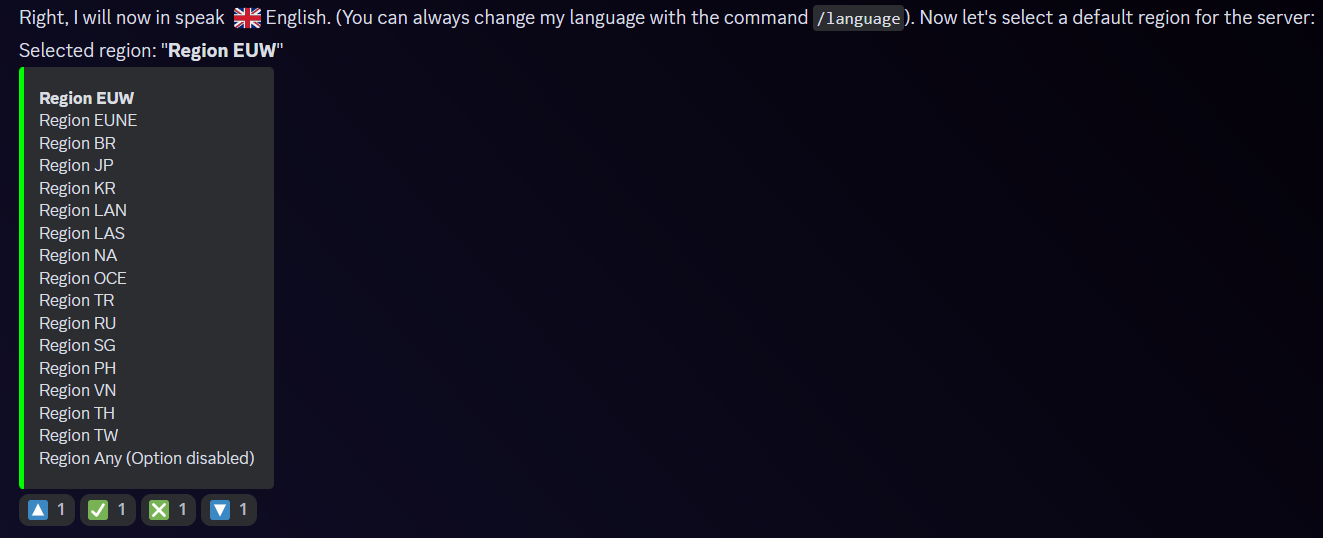 Right, I will now in speak 🇬🇧 English. (You can always change my language with the command /language). Now let's select a default region for the server:
Selected region: "Region EUW"
Region EUW
Region EUNE
Region BR
Region JP
Region KR
Region LAN
Region LAS
Region NA
Region OCE
Region TR
Region RU
Region SG
Region PH
Region VN
Region TH
Region TW
Region Any (Option disabled)
1 1 1 1